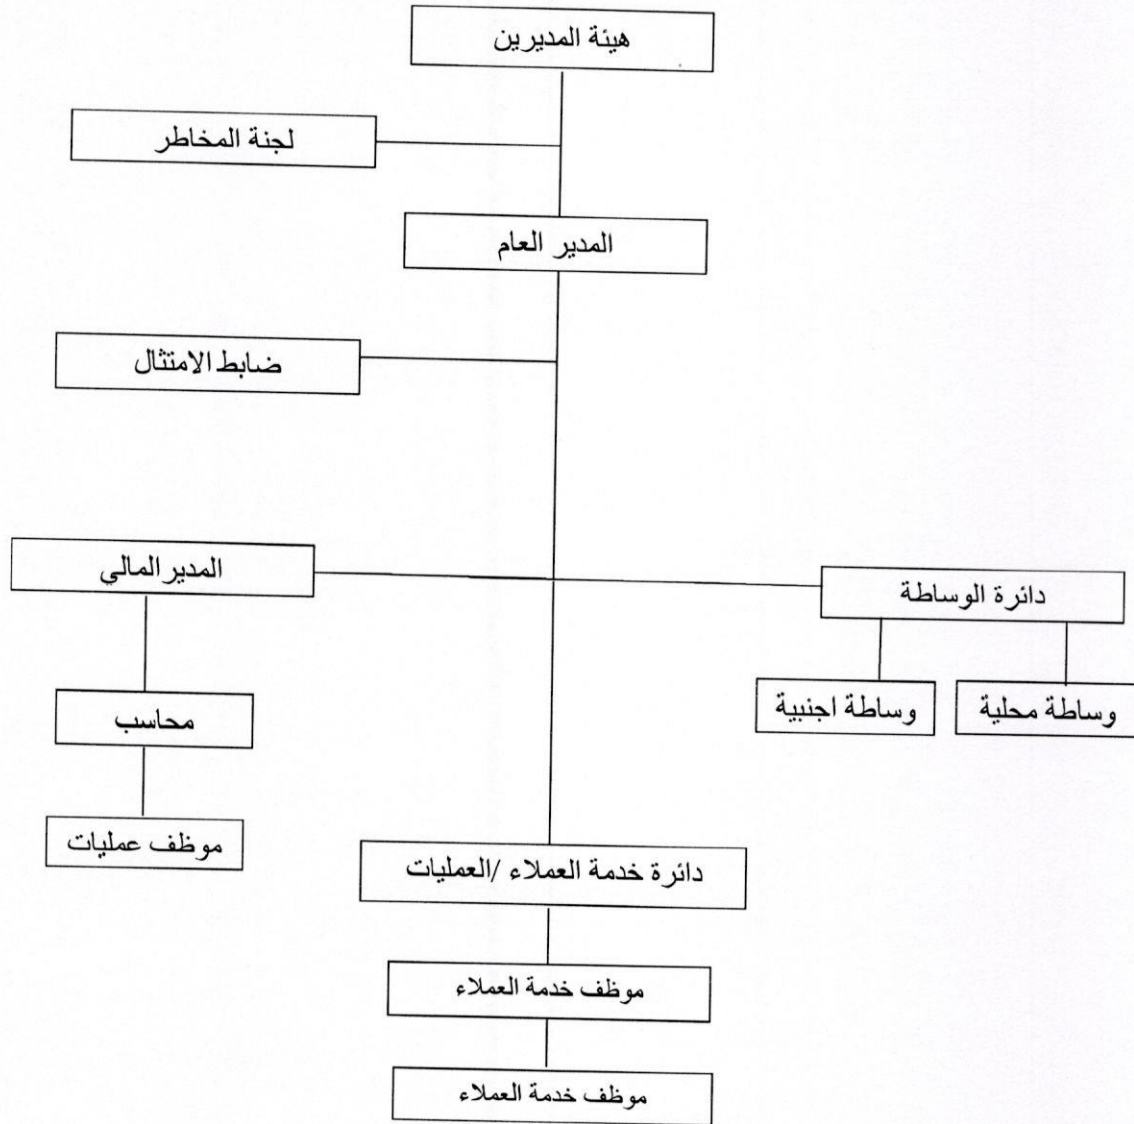 هيئة المديرين
لجنة المخاطر
المدير العام
ضابط الامتثال
المدير المالي
دائرة الوساطة
محاسب
وساطة اجنبية
وساطة محلية
موظف عمليات
دائرة خدمة العملاء /العمليات
موظف خدمة العملاء
موظف خدمة العملاء